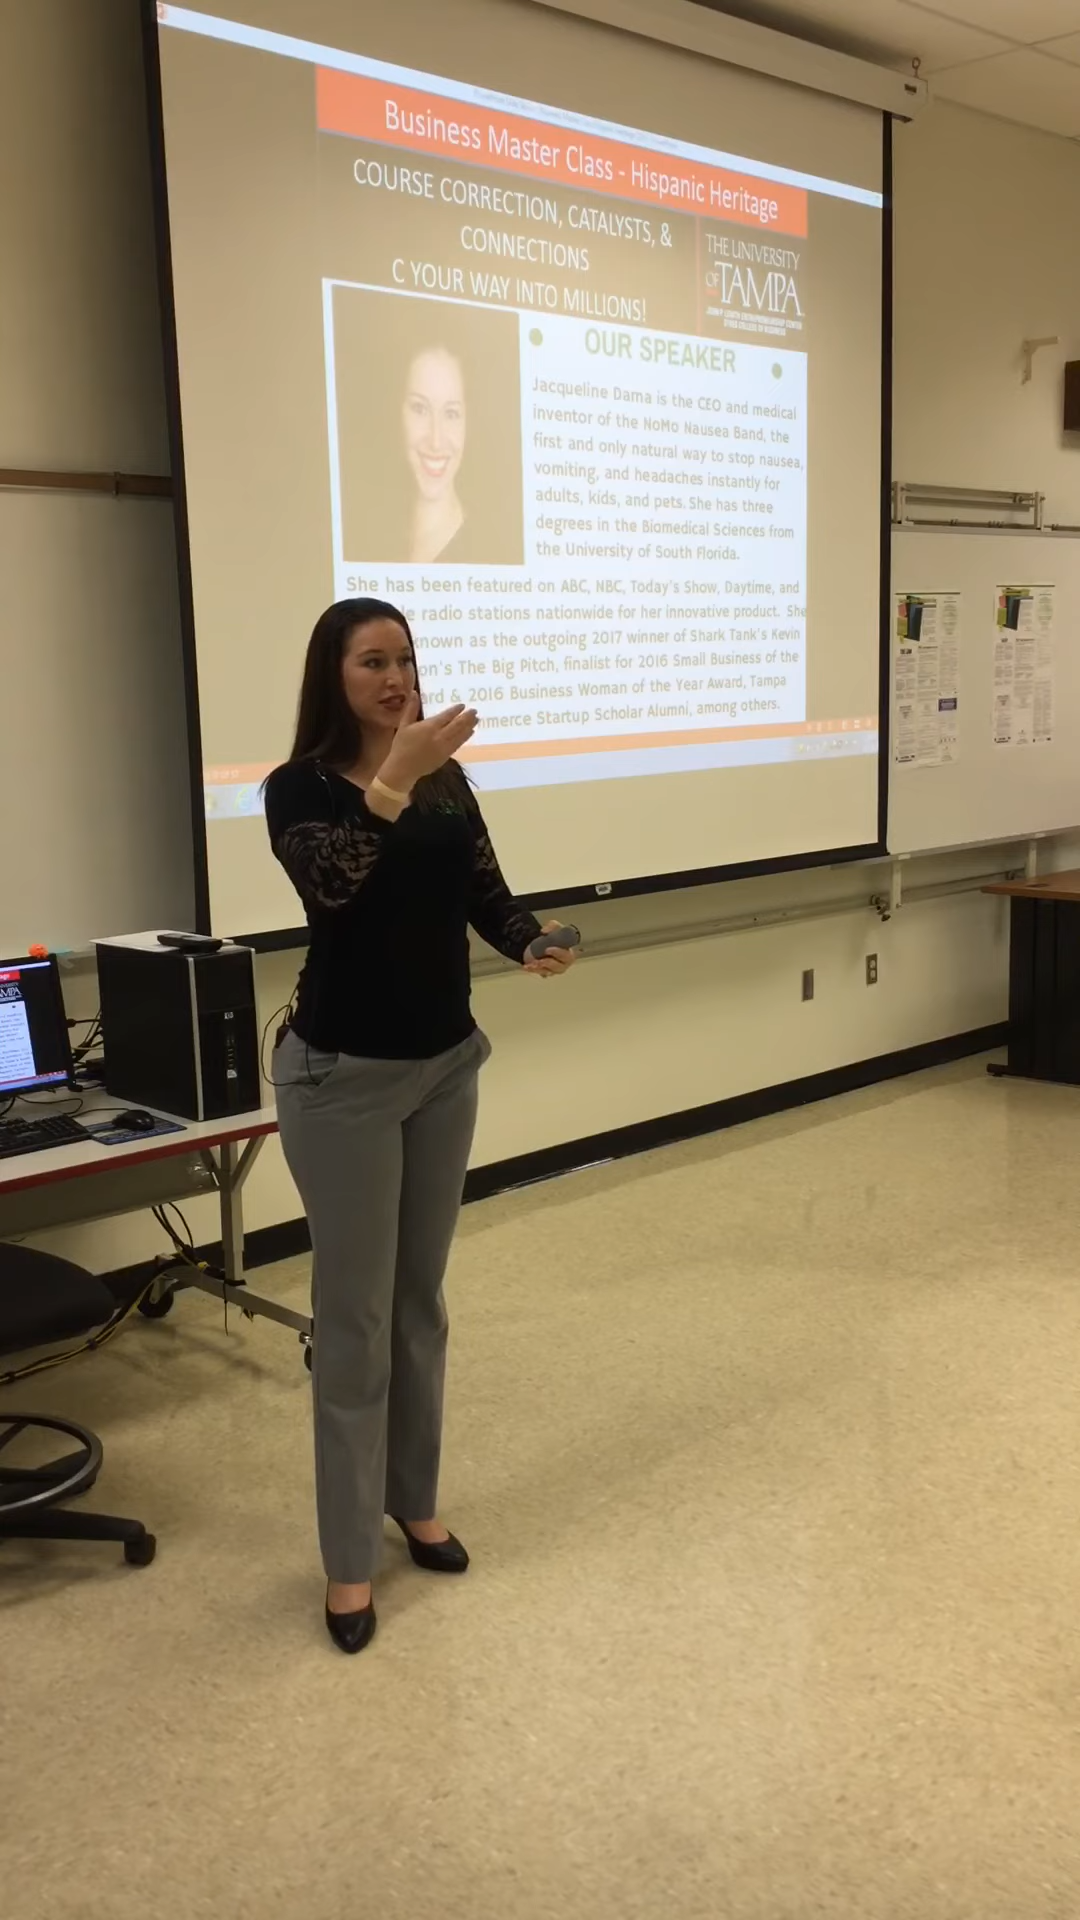 Business Master Class - Hispanic Heritage
COURSE CORRECTION, CATALYSTS, &
CONNECTIONS
C YOUR WAY INTO MILLIONS!
THE UNIVERSITY
OF TAMPA
OUR SPEAKER
Jacqueline Darna is the CEO and medical
inventor of the NoMo Nausea Band, the
first and only natural way to stop nausea,
vomiting, and headaches instantly for
adults, kids, and pets. She has three
degrees in the Biomedical Sciences from
the University of South Florida.
She has been featured on ABC, NBC, Today's Show, Daytime, and
radio stations nationwide for her innovative product. She
known as the outgoing 2017 winner of Shark Tank's Kevin
on's The Big Pitch, finalist for 2016 Small Business of the
ard & 2016 Business Woman of the Year Award, Tampa
mmerce Startup Scholar Alumni, among others.